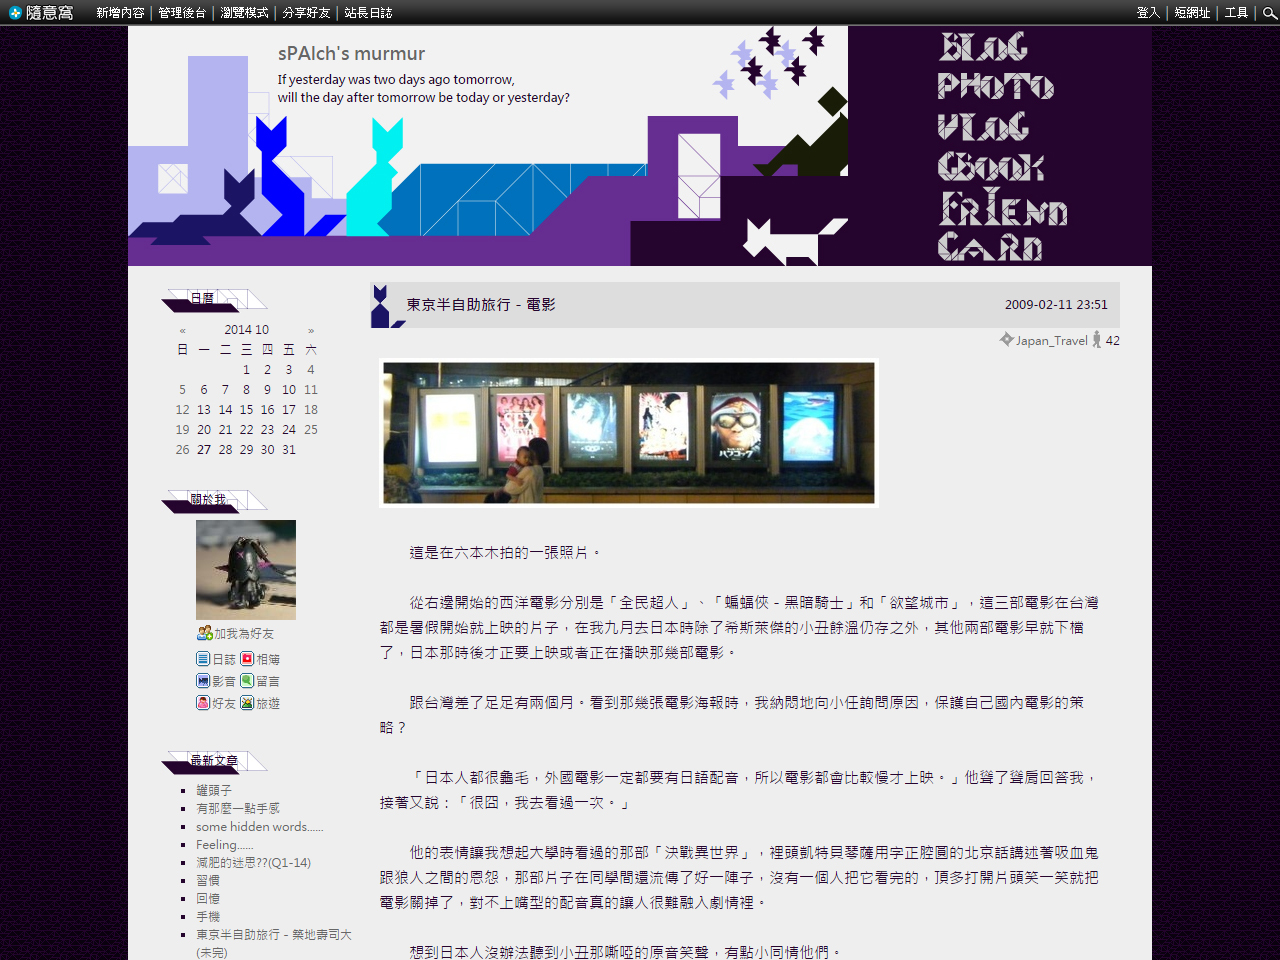 隨意窩 新增內容 管理後台 瀏覽模式 分享好友 站長日誌 登入 短網址 工具
sPAIch's murmur
If yesterday was two days ago tomorrow,
will the day after tomorrow be today or yesterday?
BLOG
PHOTO
VLOG
GBOOK
FRIEND
CARD
日曆
« 2014 10 »
日 一 二 三 四 五 六
1 2 3 4
5 6 7 8 9 10 11
12 13 14 15 16 17 18
19 20 21 22 23 24 25
26 27 28 29 30 31
關於我
加我為好友
日誌 相簿
影音 留言
好友 旅遊
最新文章
罐頭子
有那麼一點手感
some hidden words......
Feeling......
減肥的迷思??(Q1-14)
習慣
回憶
手機
東京半自助旅行 - 築地壽司大
(未完)
東京半自助旅行 - 電影 2009-02-11 23:51
Japan_Travel 42
這是在六本木拍的一張照片。
從右邊開始的西洋電影分別是「全民超人」、「蝙蝠俠 - 黑暗騎士」和「欲望城市」，這三部電影在台灣
都是暑假開始就上映的片子，在我九月去日本時除了希斯萊傑的小丑餘溫仍存之外，其他兩部電影早就下檔
了，日本那時後才正要上映或者正在播映那幾部電影。
跟台灣差了足足有兩個月。看到那幾張電影海報時，我納悶地向小任詢問原因，保護自己國內電影的策
略？
「日本人都很龜毛，外國電影一定都要有日語配音，所以電影都會比較慢才上映。」他聳了聳肩回答我，
接著又說：「很囧，我去看過一次。」
他的表情讓我想起大學時看過的那部「決戰異世界」，裡頭凱特貝琴薩用字正腔圓的北京話講述著吸血鬼
跟狼人之間的恩怨，那部片子在同學間還流傳了好一陣子，沒有一個人把它看完的，頂多打開片頭笑一笑就把
電影關掉了，對不上嘴型的配音真的讓人很難融入劇情裡。
想到日本人沒辦法聽到小丑那嘶啞的原音笑聲，有點小同情他們。